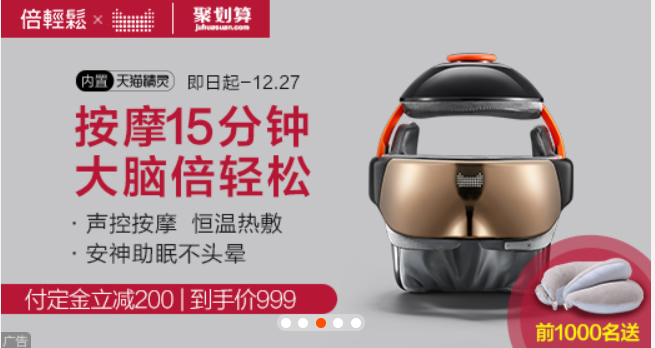 倍輕鬆 ×
聚划算
juhuasuan.com
内置 天猫精灵 即日起-12.27
按摩15分钟
大脑倍轻松
· 声控按摩 恒温热敷
· 安神助眠不头晕
付定金立减200 | 到手价999
前1000名送
广告